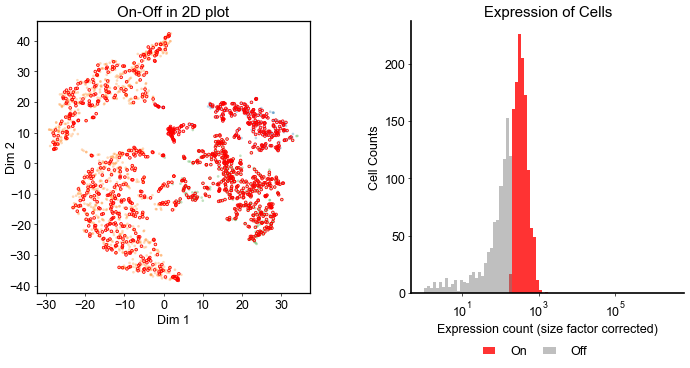 On-Off in 2D plot
Dim 2
40
30
20
10
0
−10
−20
−30
−40
−30 −20 −10 0 10 20 30
Dim 1
Expression of Cells
Cell Counts
200
150
100
50
0
10^1 10^3 10^5
Expression count (size factor corrected)
On Off